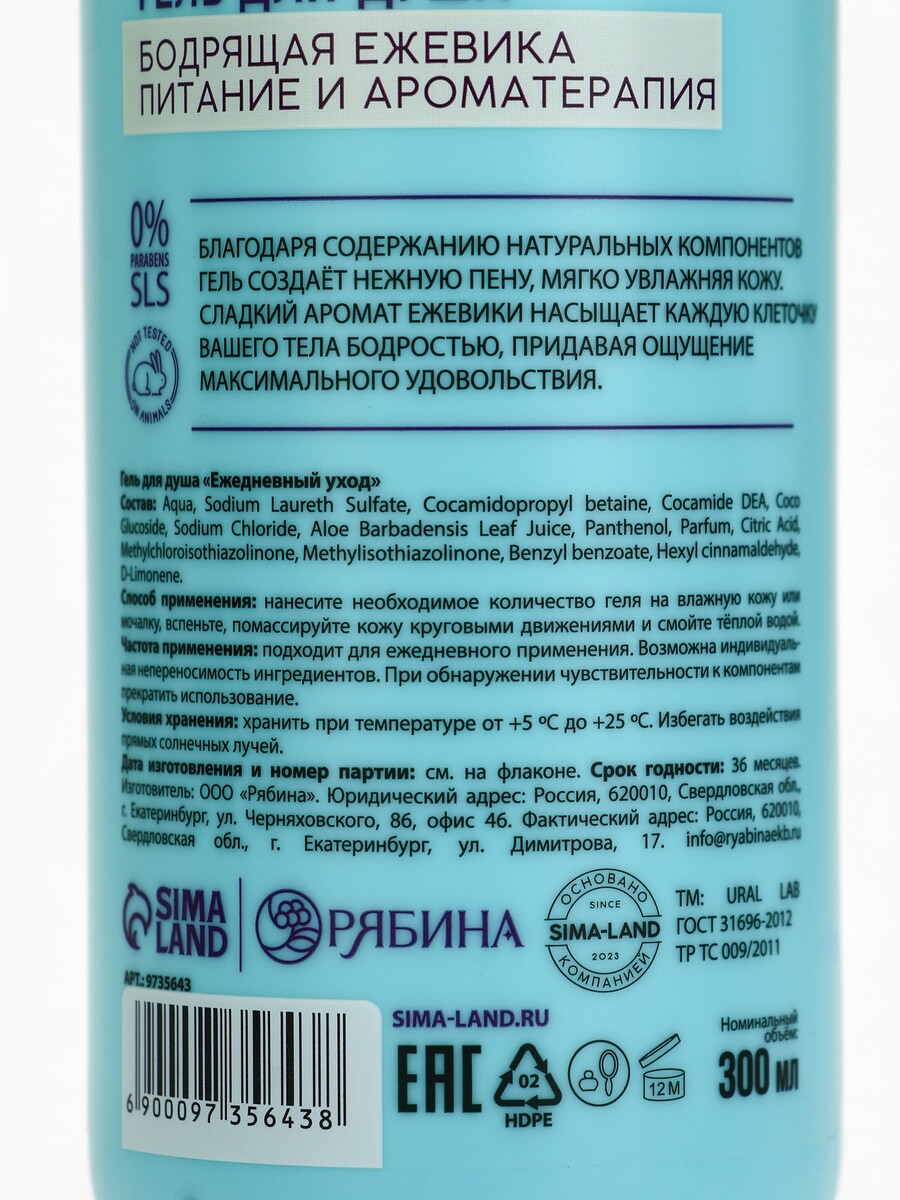 ГЕЛЬ ДЛЯ ДУША
БОДРЯЩАЯ ЕЖЕВИКА
ПИТАНИЕ И АРОМАТЕРАПИЯ
0%
PARABENS
SLS
NOT TESTED
ON ANIMALS
БЛАГОДАРЯ СОДЕРЖАНИЮ НАТУРАЛЬНЫХ КОМПОНЕНТОВ
ГЕЛЬ СОЗДАЁТ НЕЖНУЮ ПЕНУ, МЯГКО УВЛАЖНЯЯ КОЖУ.
СЛАДКИЙ АРОМАТ ЕЖЕВИКИ НАСЫЩАЕТ КАЖДУЮ КЛЕТОЧКУ
ВАШЕГО ТЕЛА БОДРОСТЬЮ, ПРИДАВАЯ ОЩУЩЕНИЕ
МАКСИМАЛЬНОГО УДОВОЛЬСТВИЯ.
Гель для душа «Ежедневный уход»
Состав: Aqua, Sodium Laureth Sulfate, Cocamidopropyl betaine, Cocamide DEA, Coco
Glucoside, Sodium Chloride, Aloe Barbadensis Leaf Juice, Panthenol, Parfum, Citric Acid,
Methylchloroisothiazolinone, Methylisothiazolinone, Benzyl benzoate, Hexyl cinnamaldehyde,
D-Limonene.
Способ применения: нанесите необходимое количество геля на влажную кожу или
мочалку, вспеньте, помассируйте кожу круговыми движениями и смойте тёплой водой.
Частота применения: подходит для ежедневного применения. Возможна индивидуаль-
ная непереносимость ингредиентов. При обнаружении чувствительности к компонентам
прекратить использование.
Условия хранения: хранить при температуре от +5 ºС до +25 ºС. Избегать воздействия
прямых солнечных лучей.
Дата изготовления и номер партии: см. на флаконе. Срок годности: 36 месяцев.
Изготовитель: ООО «Рябина». Юридический адрес: Россия, 620010, Свердловская обл.,
г. Екатеринбург, ул. Черняховского, 86, офис 46. Фактический адрес: Россия, 620010,
Свердловская обл., г. Екатеринбург, ул. Димитрова, 17. info@ryabinaekb.ru
SIMA
LAND
РЯБИНА
ОСНОВАНО
SINCE
SIMA-LAND
2023
КОМПАНИЕЙ
ТМ: URAL LAB
ГОСТ 31696-2012
ТР ТС 009/2011
АРТ.: 9735643
6 900097 356438
SIMA-LAND.RU
EAC
02
HDPE
12 M
Номинальный
объём:
300 мл